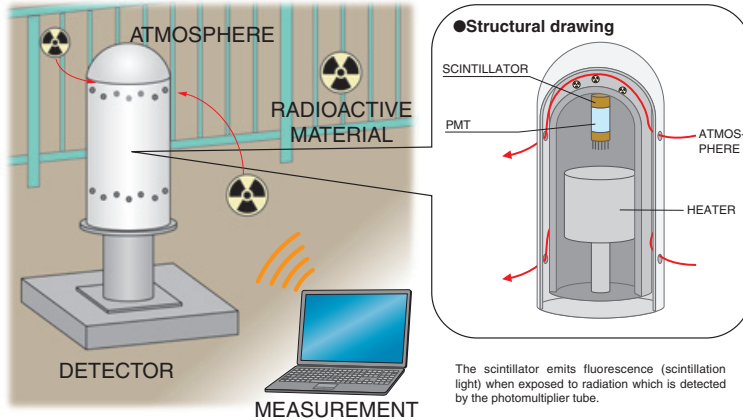 ATMOSPHERE
RADIOACTIVE
MATERIAL
DETECTOR
MEASUREMENT
●Structural drawing
SCINTILLATOR
PMT
ATMOS-
PHERE
HEATER
The scintillator emits fluorescence (scintillation
light) when exposed to radiation which is detected
by the photomultiplier tube.